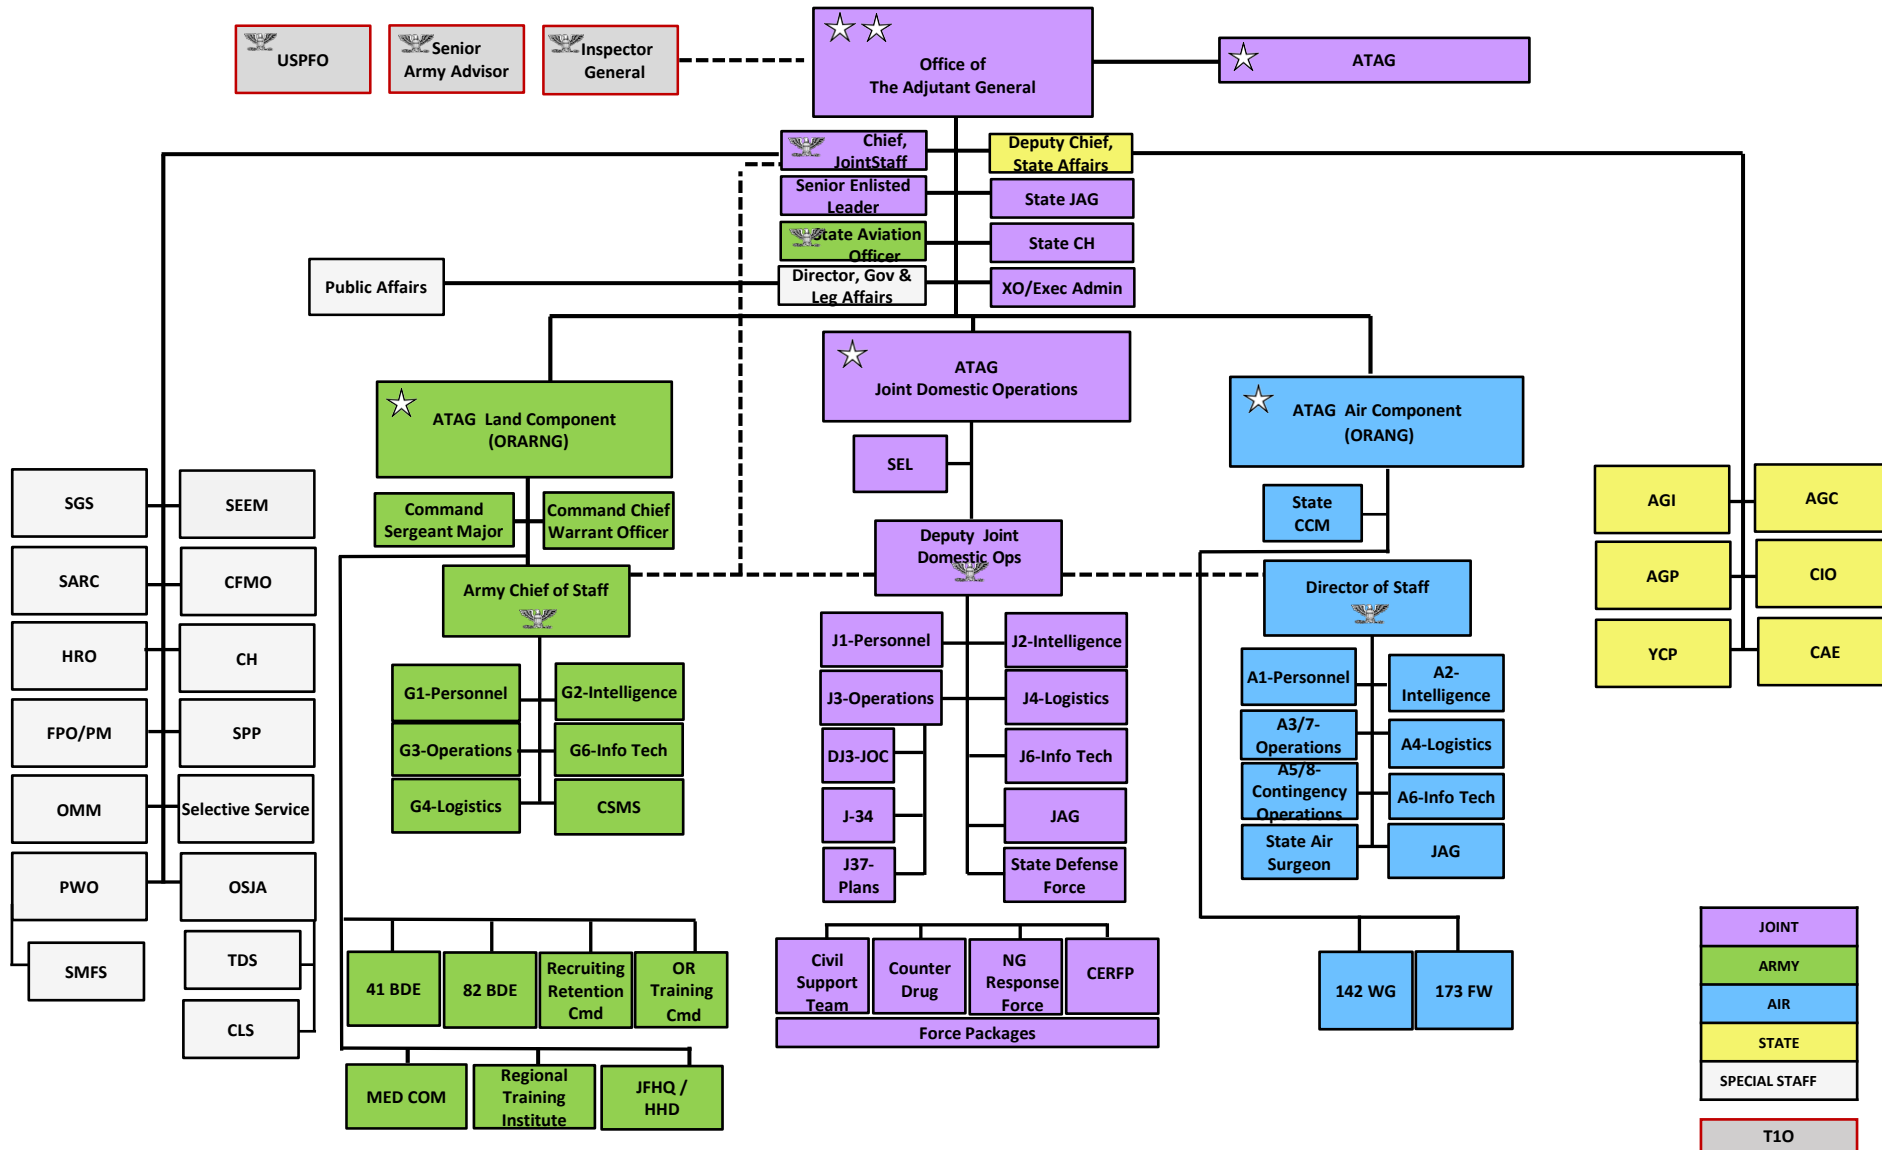 USPFO
Senior
Army Advisor
Inspector
General
Office of
The Adjutant General
ATAG
Chief,
JointStaff
Deputy Chief,
State Affairs
Senior Enlisted
Leader
State JAG
State Aviation
Officer
State CH
Public Affairs
Director, Gov &
Leg Affairs
XO/Exec Admin
ATAG Land Component
(ORARNG)
ATAG
Joint Domestic Operations
ATAG Air Component
(ORANG)
SEL
Command
Sergeant Major
Command Chief
Warrant Officer
State
CCM
Army Chief of Staff
Deputy Joint
Domestic Ops
Director of Staff
SGS
SEEM
SARC
CFMO
HRO
CH
FPO/PM
SPP
OMM
Selective Service
PWO
OSJA
SMFS
TDS
CLS
G1-Personnel
G2-Intelligence
G3-Operations
G6-Info Tech
G4-Logistics
CSMS
J1-Personnel
J2-Intelligence
J3-Operations
J4-Logistics
DJ3-JOC
J6-Info Tech
J-34
JAG
J37-
Plans
State Defense
Force
A1-Personnel
A2-
Intelligence
A3/7-
Operations
A4-Logistics
A5/8-
Contingency
Operations
A6-Info Tech
State Air
Surgeon
JAG
AGI
AGC
AGP
CIO
YCP
CAE
41 BDE
82 BDE
Recruiting
Retention
Cmd
OR
Training
Cmd
MED COM
Regional
Training
Institute
JFHQ /
HHD
Civil
Support
Team
Counter
Drug
NG
Response
Force
CERFP
Force Packages
142 WG
173 FW
JOINT
ARMY
AIR
STATE
SPECIAL STAFF
T1O